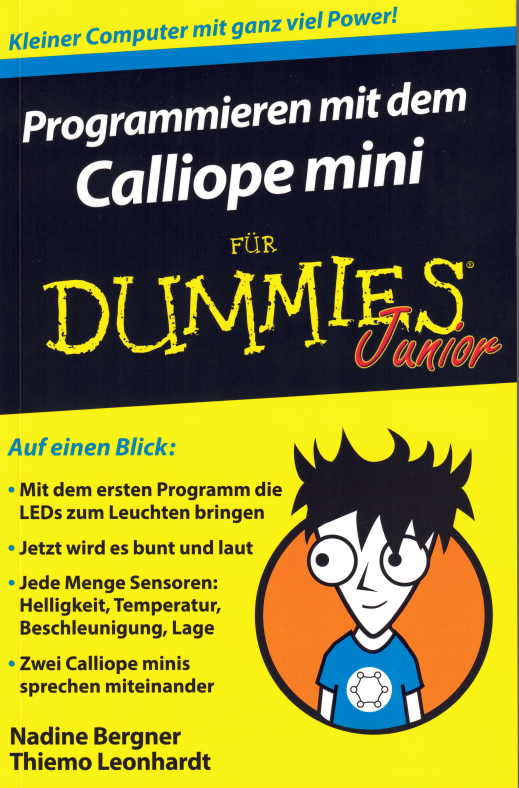 Kleiner Computer mit ganz viel Power!
Programmieren mit dem
Calliope mini
FÜR
DUMMIES®
Junior
Auf einen Blick:
• Mit dem ersten Programm die
LEDs zum Leuchten bringen
• Jetzt wird es bunt und laut
• Jede Menge Sensoren:
Helligkeit, Temperatur,
Beschleunigung, Lage
• Zwei Calliope minis
sprechen miteinander
Nadine Bergner
Thiemo Leonhardt